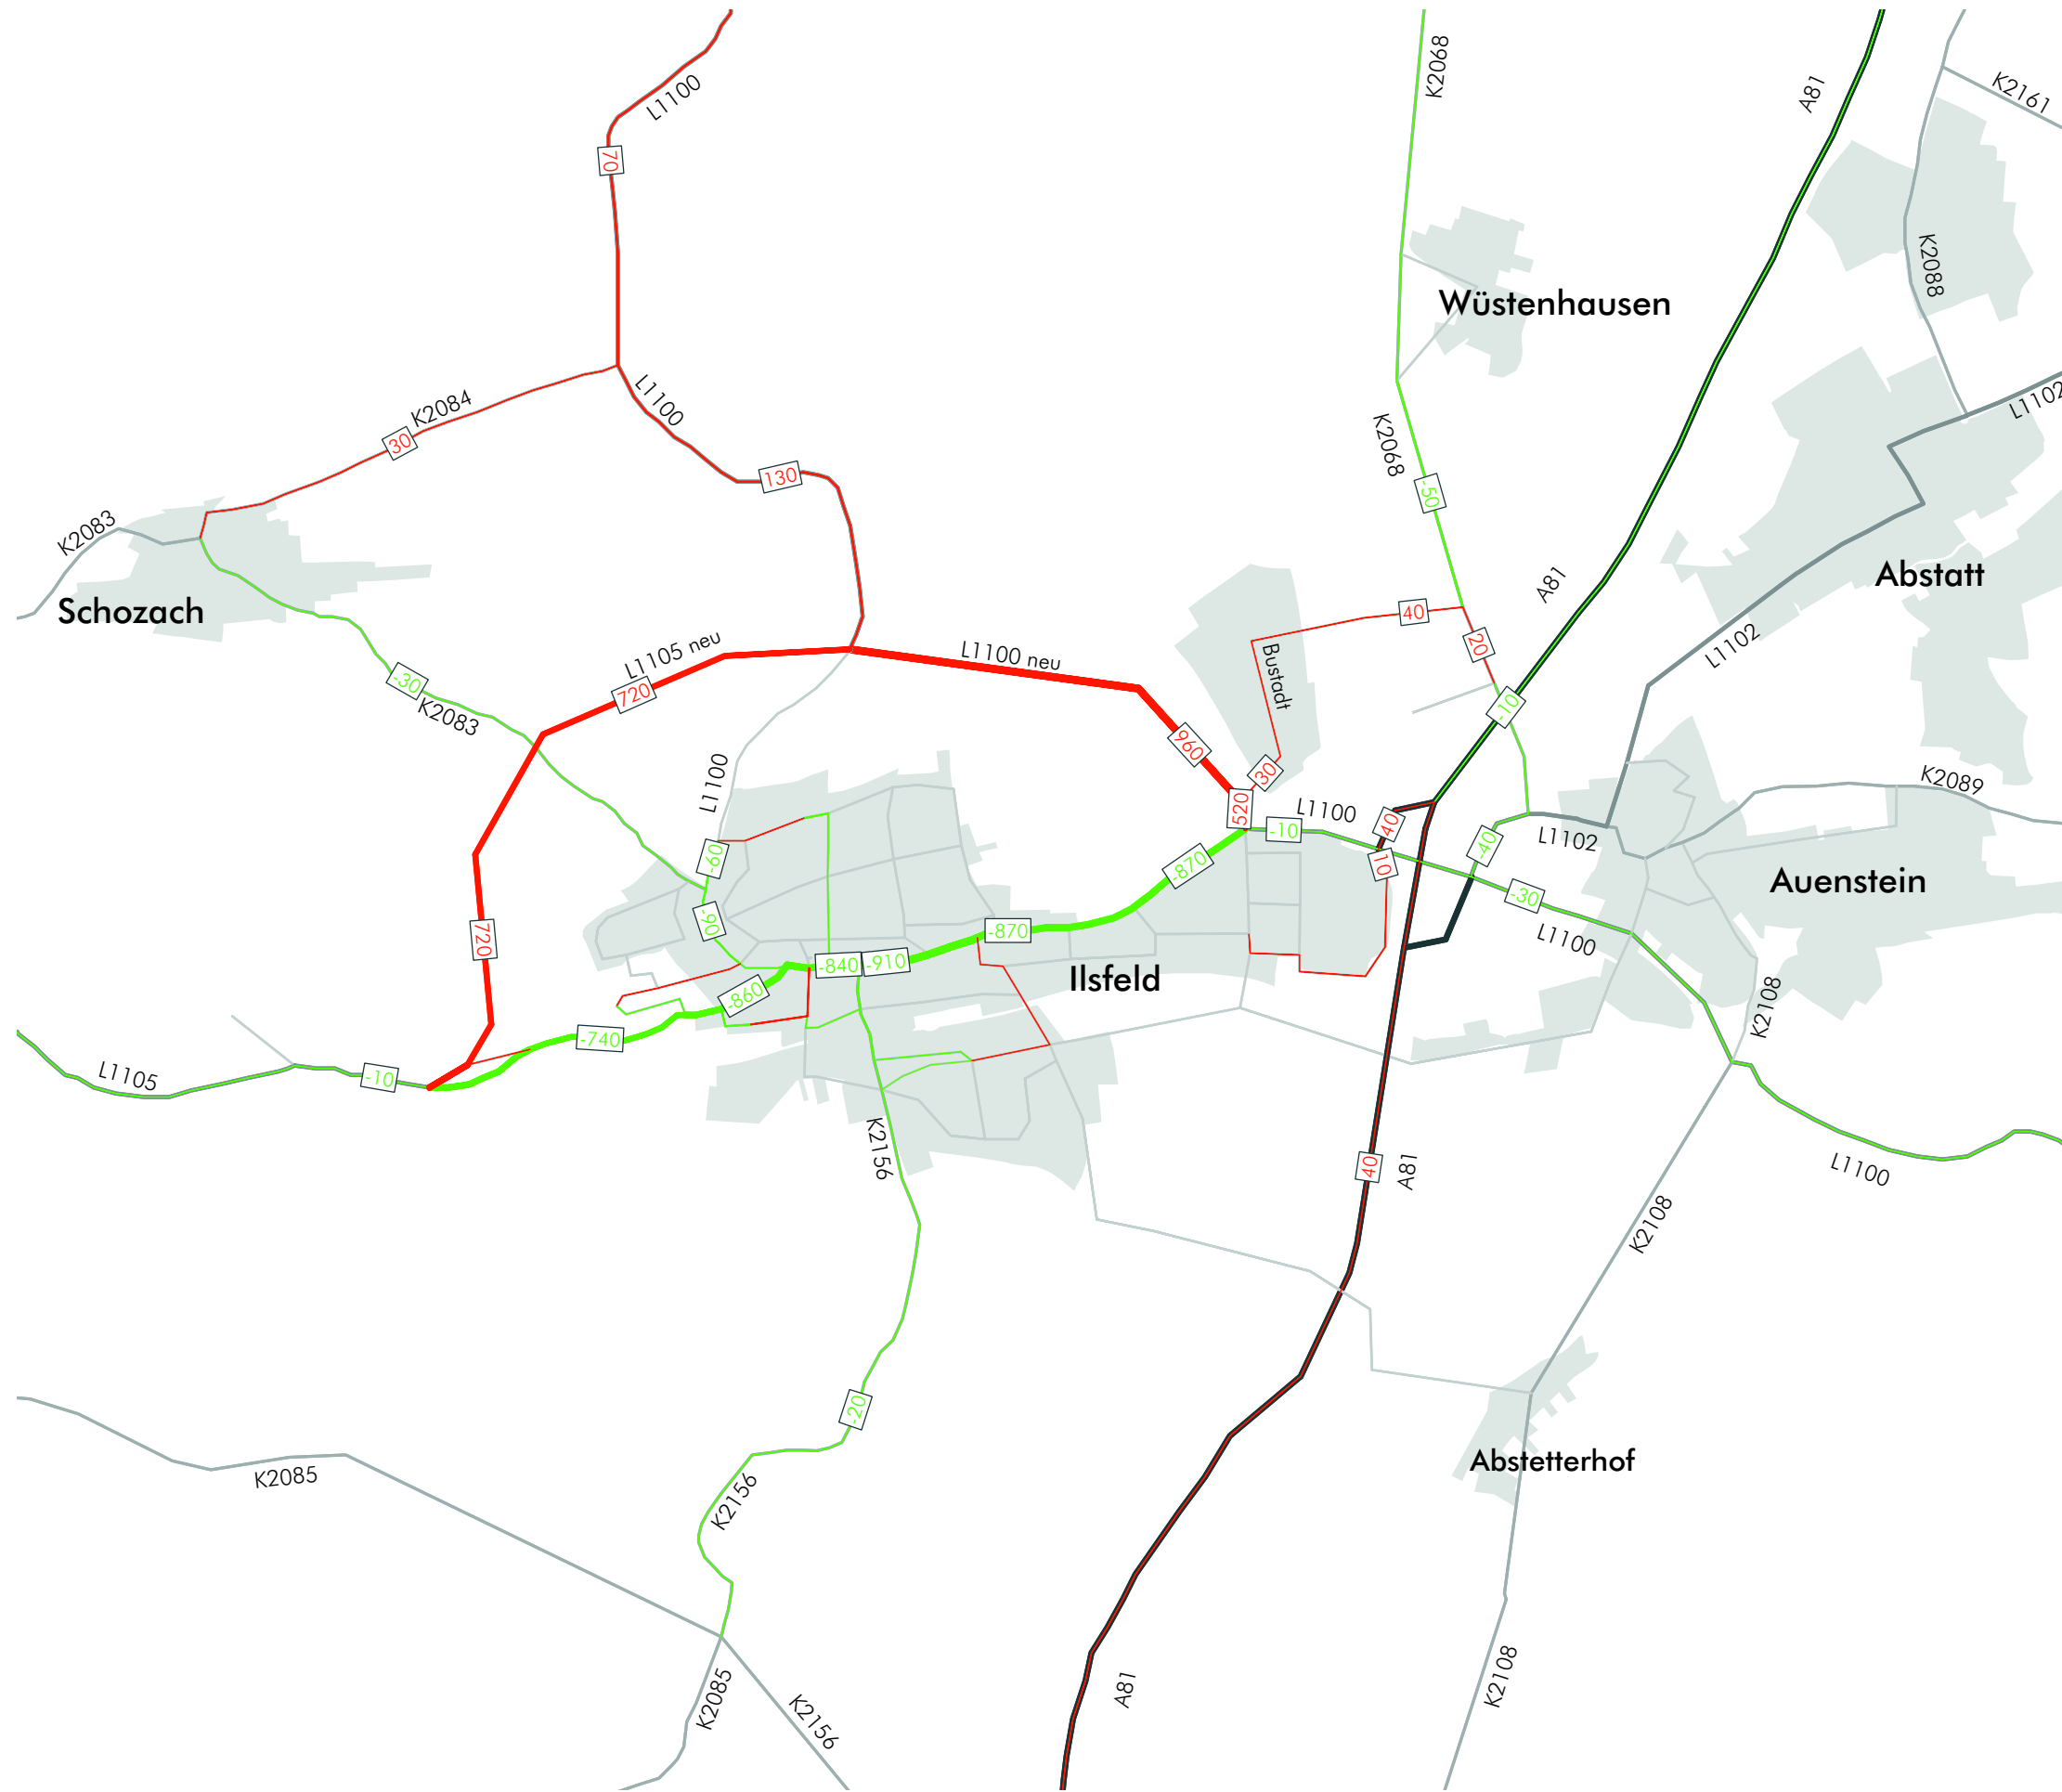 K2068
A81
K2161
L1100
70
K2088
Wüstenhausen
L1100
K2084
L1102
30
K2068
130
-50
K2083
A81
Abstatt
Schozach
40
20
L1102
L1105 neu
L1100 neu
Bustadt
-30
720
-10
K2083
960
30
L1100
K2089
520
L1100
-10
40
L1102
-40
-60
-870
10
Auenstein
-30
-90
-870
720
L1100
-840
-910
Ilsfeld
-860
K2108
-740
L1105
-10
K2156
40
A81
L1100
K2108
-20
Abstetterhof
K2085
K2156
K2085
A81
K2108
K2156